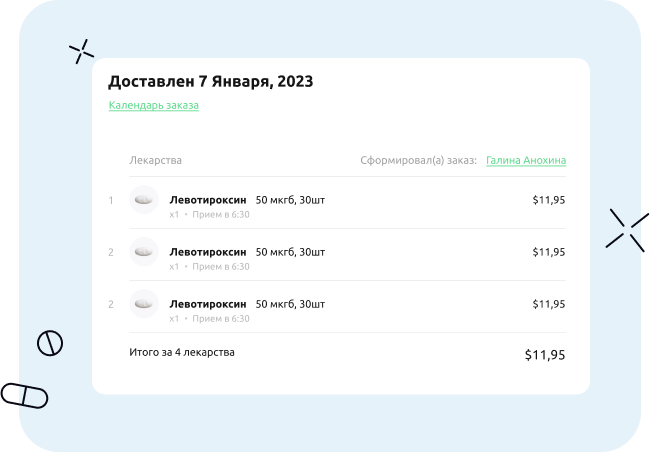 Доставлен 7 Января, 2023
Календарь заказа
Лекарства Сформировал(а) заказ: Галина Анохина
1 Левотироксин 50 мкгб, 30шт $11,95
x1 • Прием в 6:30
2 Левотироксин 50 мкгб, 30шт $11,95
x1 • Прием в 6:30
2 Левотироксин 50 мкгб, 30шт $11,95
x1 • Прием в 6:30
Итого за 4 лекарства $11,95